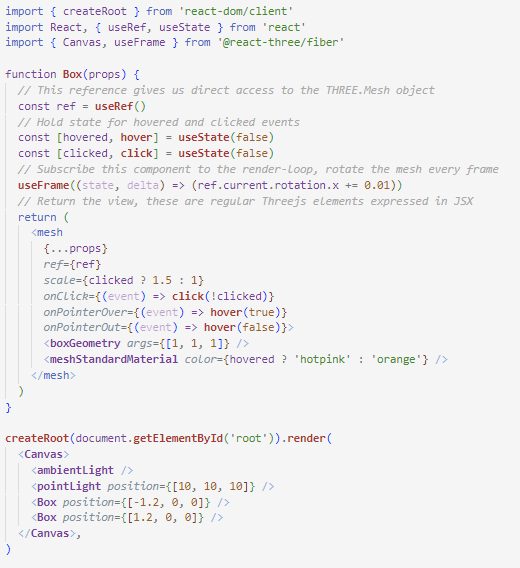 import { createRoot } from 'react-dom/client'
import React, { useRef, useState } from 'react'
import { Canvas, useFrame } from '@react-three/fiber'

function Box(props) {
  // This reference gives us direct access to the THREE.Mesh object
  const ref = useRef()
  // Hold state for hovered and clicked events
  const [hovered, hover] = useState(false)
  const [clicked, click] = useState(false)
  // Subscribe this component to the render-loop, rotate the mesh every frame
  useFrame((state, delta) => (ref.current.rotation.x += 0.01))
  // Return the view, these are regular Threejs elements expressed in JSX
  return (
    <mesh
      {...props}
      ref={ref}
      scale={clicked ? 1.5 : 1}
      onClick={(event) => click(!clicked)}
      onPointerOver={(event) => hover(true)}
      onPointerOut={(event) => hover(false)}>
      <boxGeometry args={[1, 1, 1]} />
      <meshStandardMaterial color={hovered ? 'hotpink' : 'orange'} />
    </mesh>
  )
}

createRoot(document.getElementById('root')).render(
  <Canvas>
    <ambientLight />
    <pointLight position={[10, 10, 10]} />
    <Box position={[-1.2, 0, 0]} />
    <Box position={[1.2, 0, 0]} />
  </Canvas>,
)